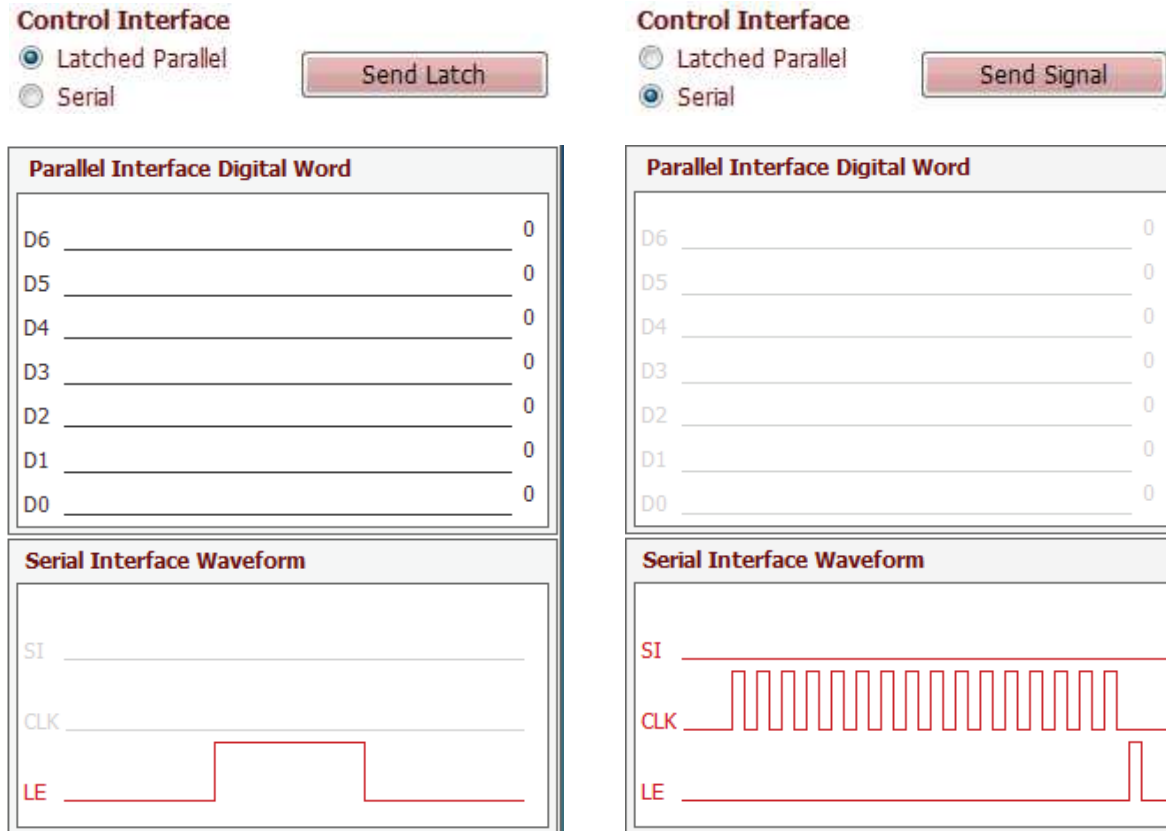 Control Interface
Latched Parallel
Serial
Send Latch
Parallel Interface Digital Word
D6 0
D5 0
D4 0
D3 0
D2 0
D1 0
D0 0
Serial Interface Waveform
SI
CLK
LE
Control Interface
Latched Parallel
Serial
Send Signal
Parallel Interface Digital Word
D6 0
D5 0
D4 0
D3 0
D2 0
D1 0
D0 0
Serial Interface Waveform
SI
CLK
LE